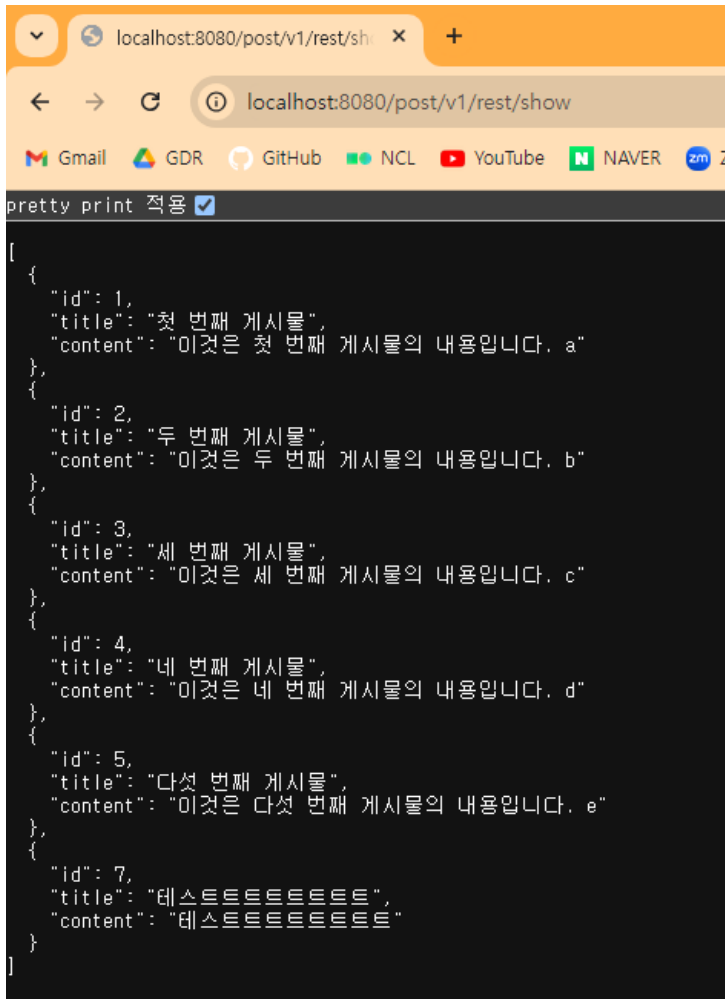 localhost:8080/post/v1/rest/sh
localhost:8080/post/v1/rest/show
Gmail GDR GitHub NCL YouTube NAVER
pretty print 적용
[
  {
    "id": 1,
    "title": "첫 번째 게시물",
    "content": "이것은 첫 번째 게시물의 내용입니다. a"
  },
  {
    "id": 2,
    "title": "두 번째 게시물",
    "content": "이것은 두 번째 게시물의 내용입니다. b"
  },
  {
    "id": 3,
    "title": "세 번째 게시물",
    "content": "이것은 세 번째 게시물의 내용입니다. c"
  },
  {
    "id": 4,
    "title": "네 번째 게시물",
    "content": "이것은 네 번째 게시물의 내용입니다. d"
  },
  {
    "id": 5,
    "title": "다섯 번째 게시물",
    "content": "이것은 다섯 번째 게시물의 내용입니다. e"
  },
  {
    "id": 7,
    "title": "테스트트트트트트트트트",
    "content": "테스트트트트트트트트트"
  }
]